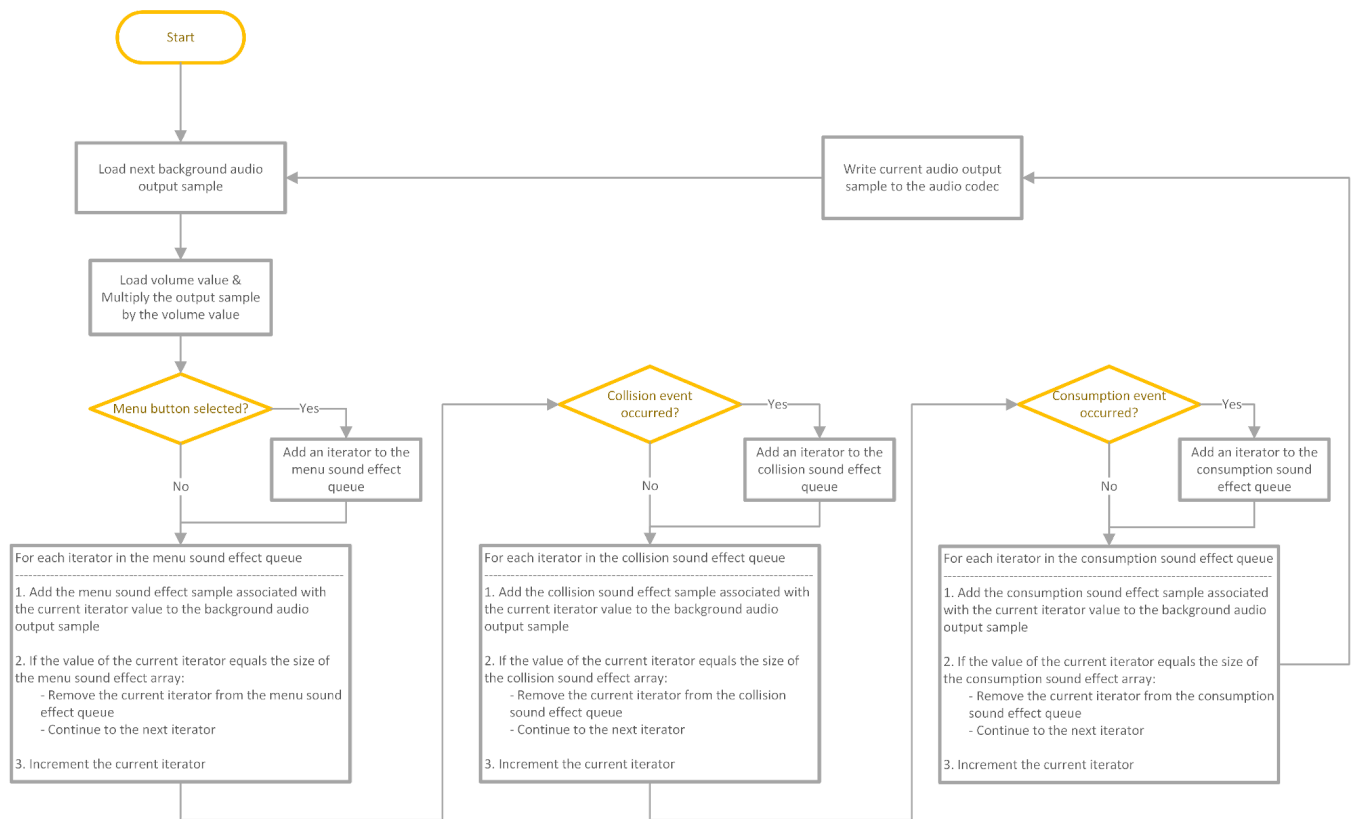 Start
Load next background audio
output sample
Write current audio output
sample to the audio codec
Load volume value &
Multiply the output sample
by the volume value
Menu button selected?
Yes
Add an iterator to the
menu sound effect
queue
No
For each iterator in the menu sound effect queue
--------------------------------------------------------------------------
1. Add the menu sound effect sample associated with
the current iterator value to the background audio
output sample
2. If the value of the current iterator equals the size of
the menu sound effect array:
- Remove the current iterator from the menu sound
effect queue
- Continue to the next iterator
3. Increment the current iterator
Collision event
occurred?
Yes
Add an iterator to the
collision sound effect
queue
No
For each iterator in the collision sound effect queue
--------------------------------------------------------------------------
1. Add the collision sound effect sample associated with
the current iterator value to the background audio
output sample
2. If the value of the current iterator equals the size of
the collision sound effect array:
- Remove the current iterator from the collision
sound effect queue
- Continue to the next iterator
3. Increment the current iterator
Consumption event
occurred?
Yes
Add an iterator to the
consumption sound
effect queue
No
For each iterator in the consumption sound effect queue
--------------------------------------------------------------------------
1. Add the consumption sound effect sample associated
with the current iterator value to the background audio
output sample
2. If the value of the current iterator equals the size of
the consumption sound effect array:
- Remove the current iterator from the consumption
sound effect queue
- Continue to the next iterator
3. Increment the current iterator